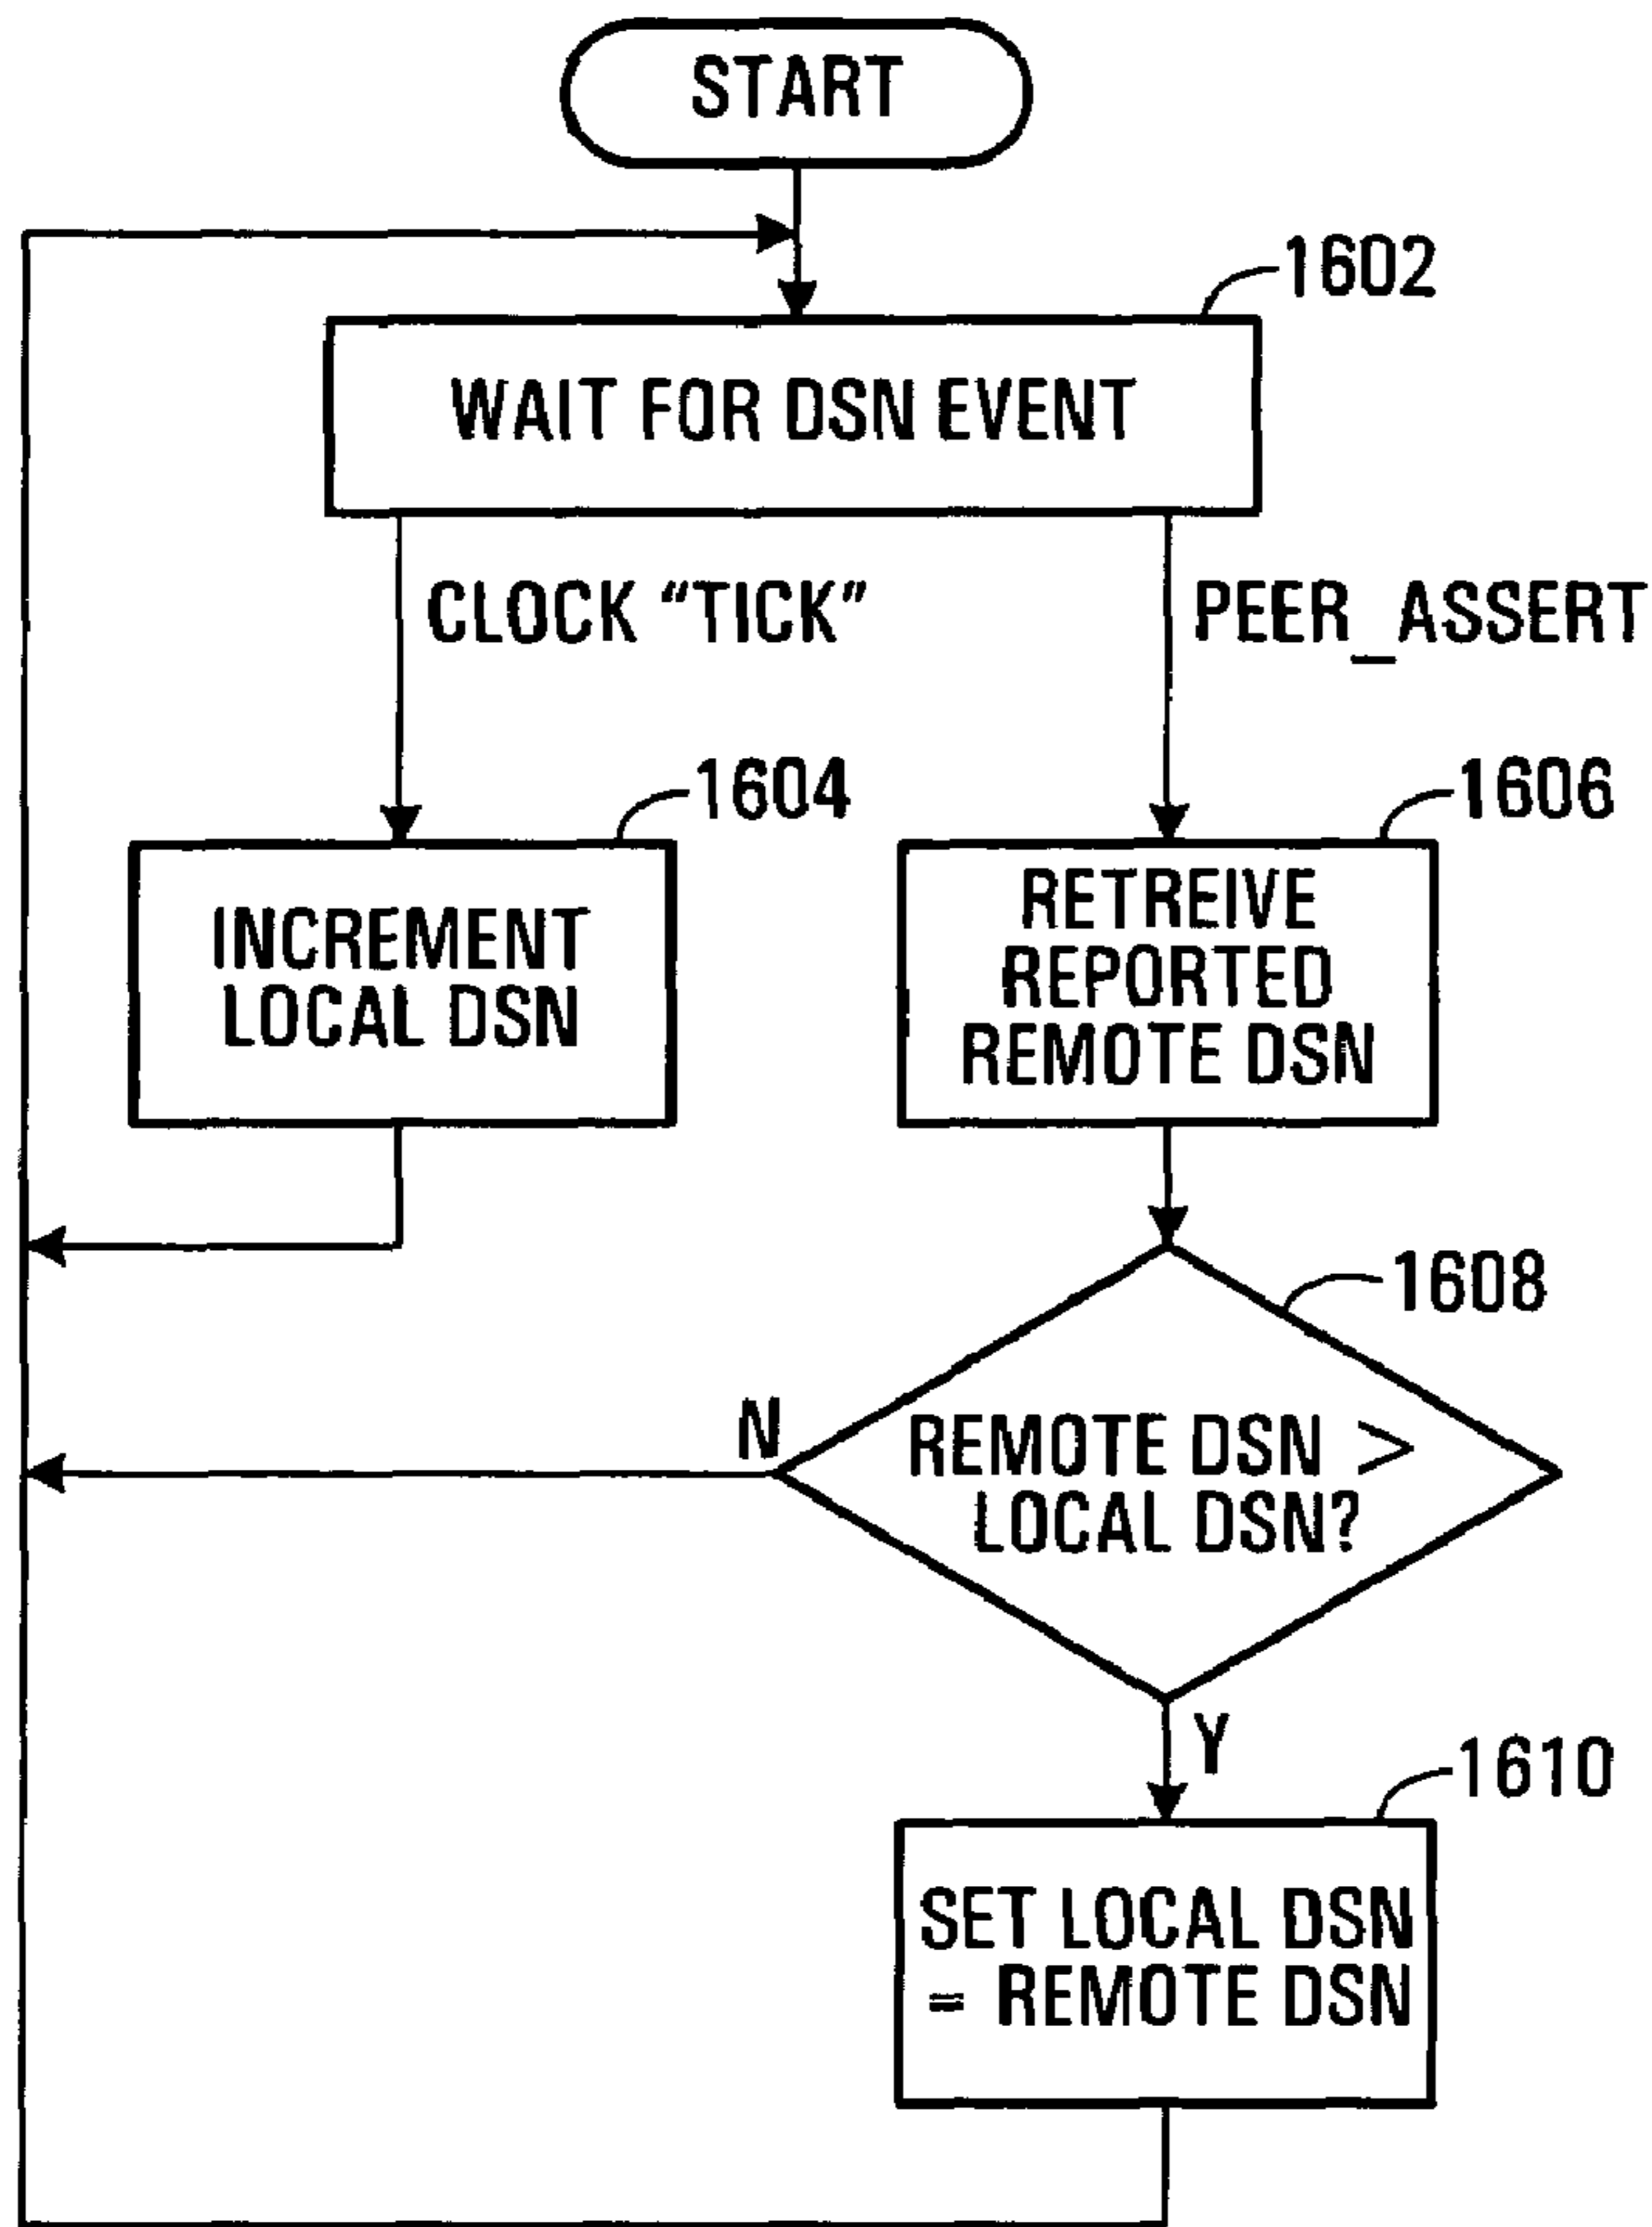 START
1602
WAIT FOR DSN EVENT
CLOCK “TICK”
PEER_ASSERT
1604
1606
INCREMENT
LOCAL DSN
RETREIVE
REPORTED
REMOTE DSN
1608
N
REMOTE DSN >
LOCAL DSN?
Y
1610
SET LOCAL DSN
= REMOTE DSN